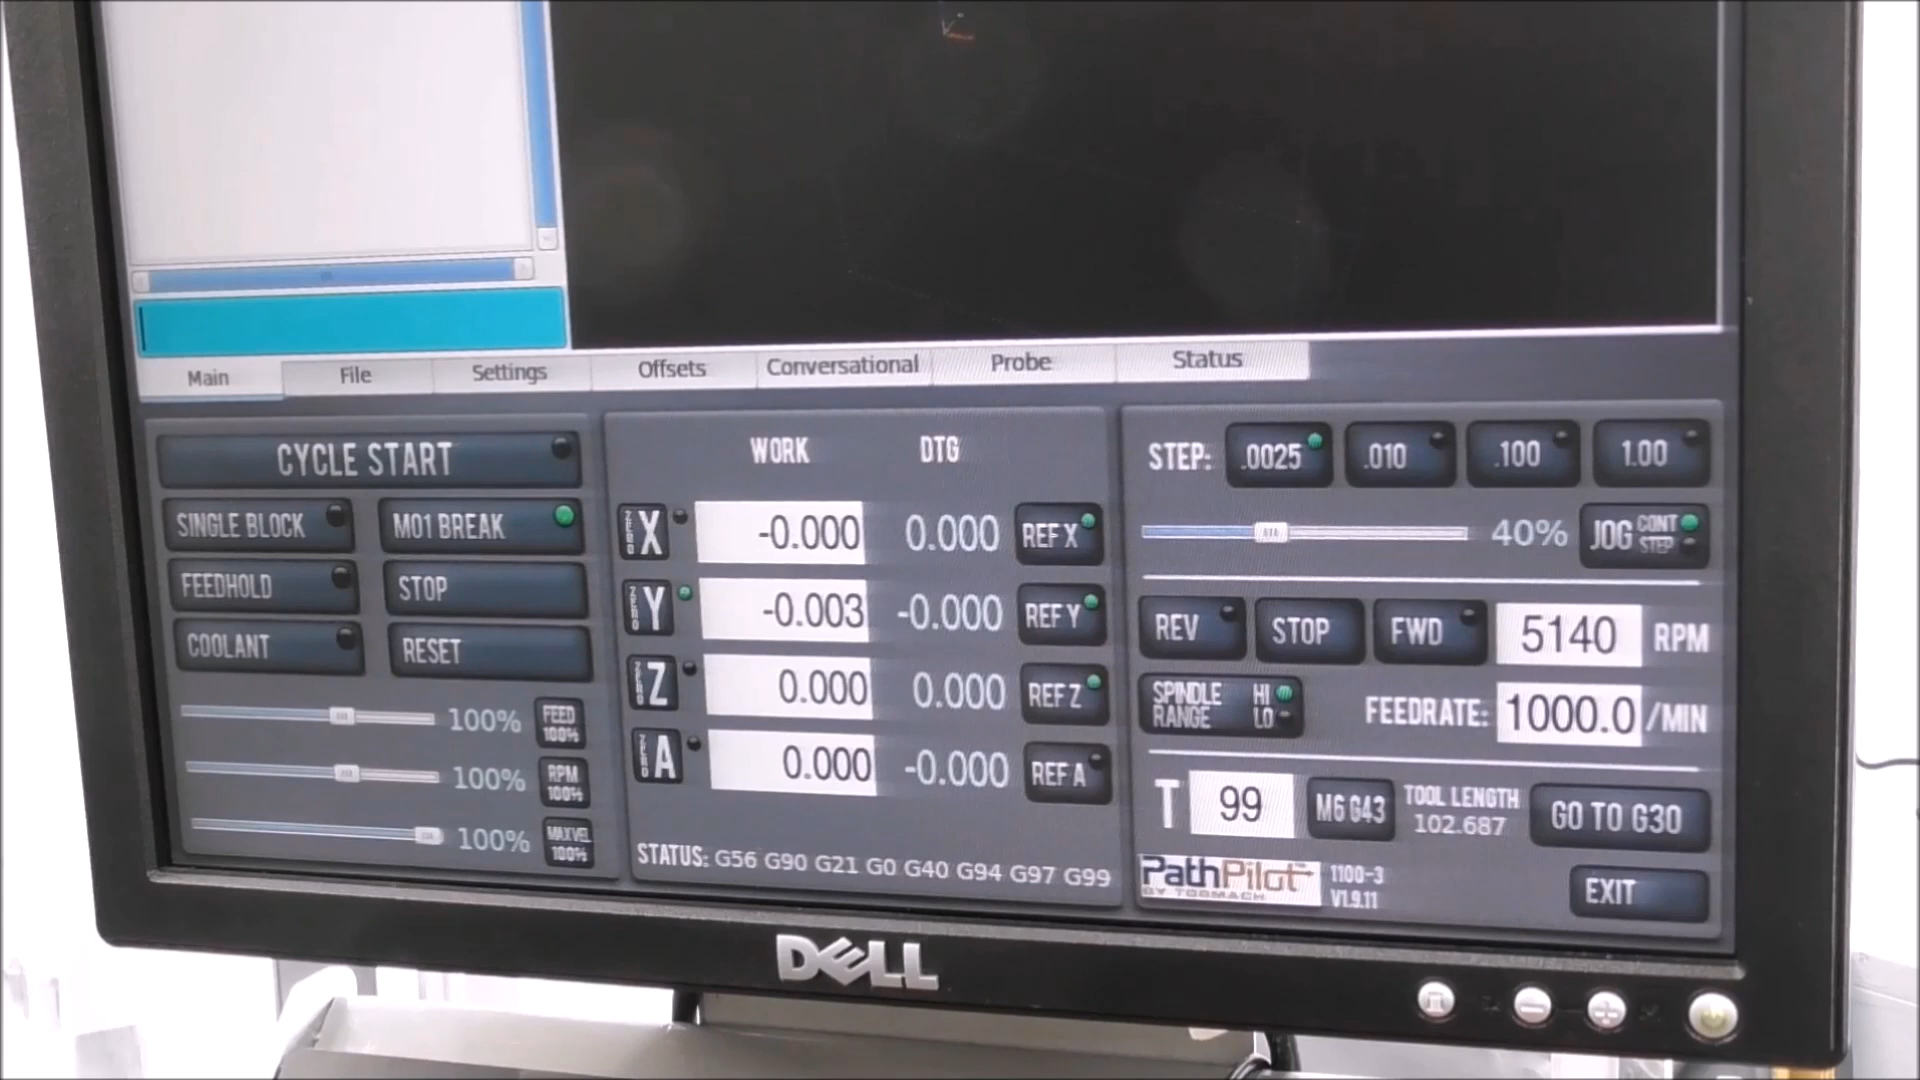 Main File Settings Offsets Conversational Probe Status
CYCLE START
SINGLE BLOCK
M01 BREAK
FEEDHOLD
STOP
COOLANT
RESET
100%
FEED
100%
100%
RPM
100%
100%
MAXVEL
100%
WORK DTG
ZERO X -0.000 0.000 REF X
ZERO Y -0.003 -0.000 REF Y
ZERO Z 0.000 0.000 REF Z
ZERO A 0.000 -0.000 REF A
STATUS: G56 G90 G21 G0 G40 G94 G97 G99
STEP: .0025 .010 .100 1.00
40%
JOG CONT
STEP
REV STOP FWD 5140 RPM
SPINDLE HI
RANGE LO
FEEDRATE: 1000.0 /MIN
T 99 M6 G43
TOOL LENGTH
102.687
GO TO G30
PathPilot
BY TORMACH
1100-3
V1.9.11
EXIT
DELL